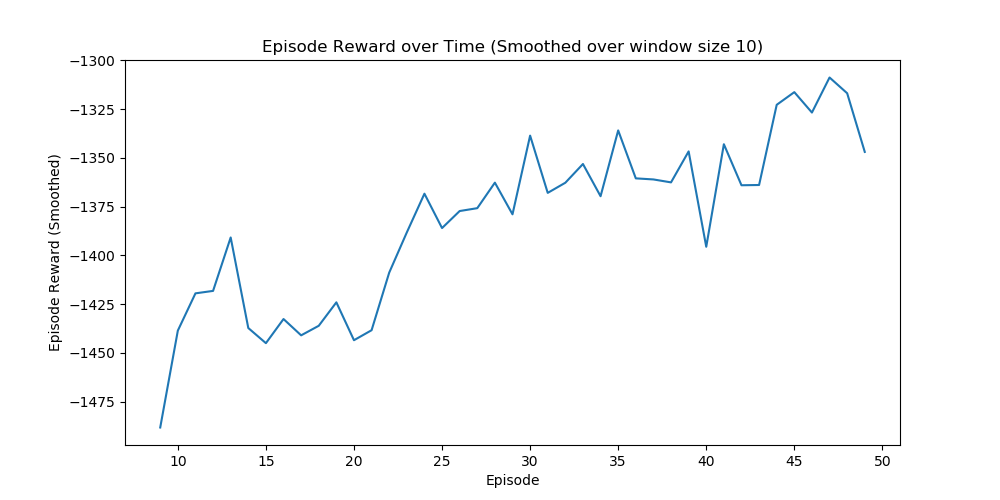 Episode Reward over Time (Smoothed over window size 10)
−1300
−1325
−1350
−1375
−1400
−1425
−1450
−1475
Episode Reward (Smoothed)
10 15 20 25 30 35 40 45 50
Episode